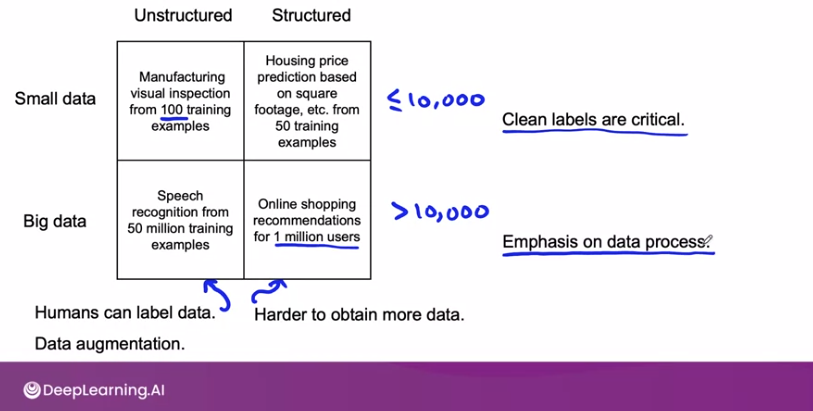 Unstructured Structured
Small data
Manufacturing
visual inspection
from 100 training
examples
Housing price
prediction based
on square
footage, etc. from
50 training
examples
≤10,000
Clean labels are critical.
Big data
Speech
recognition from
50 million training
examples
Online shopping
recommendations
for 1 million users
>10,000
Emphasis on data process.
Humans can label data.
Harder to obtain more data.
Data augmentation.
DeepLearning.AI